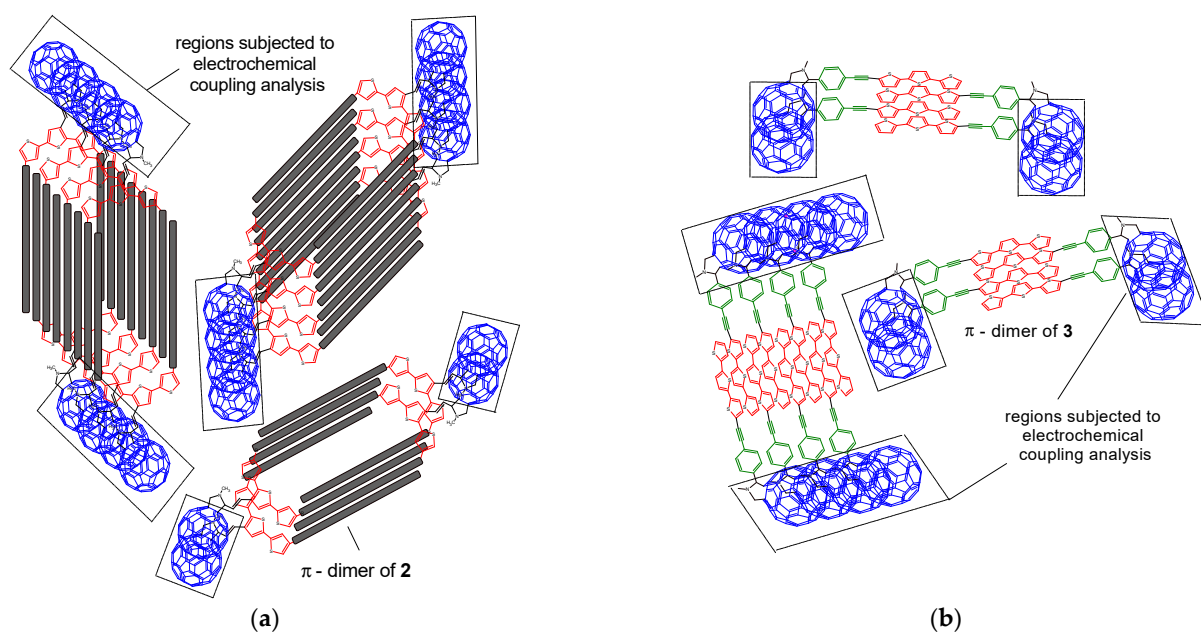 regions subjected to
electrochemical
coupling analysis
π - dimer of 2
(a)
π - dimer of 3
regions subjected to
electrochemical
coupling analysis
(b)